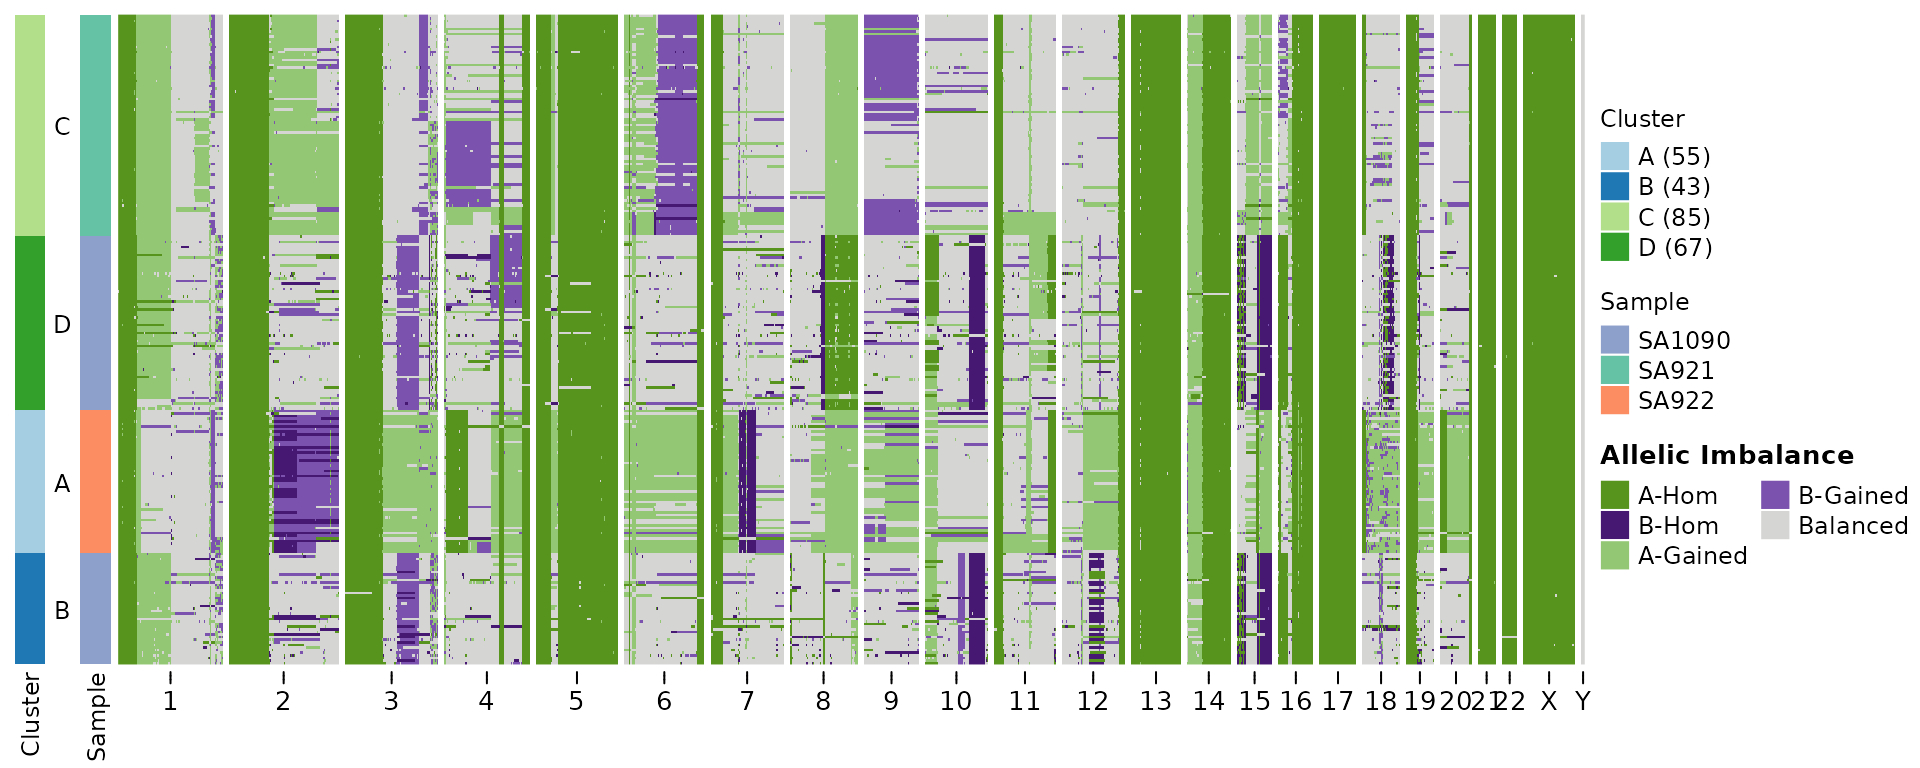 C
D
A
B
Cluster
Sample
1 2 3 4 5 6 7 8 9 10 11 12 13 14 15 16 17 18 19 20 21 22 X Y
Cluster
A (55)
B (43)
C (85)
D (67)
Sample
SA1090
SA921
SA922
Allelic Imbalance
A-Hom
B-Hom
A-Gained
B-Gained
Balanced